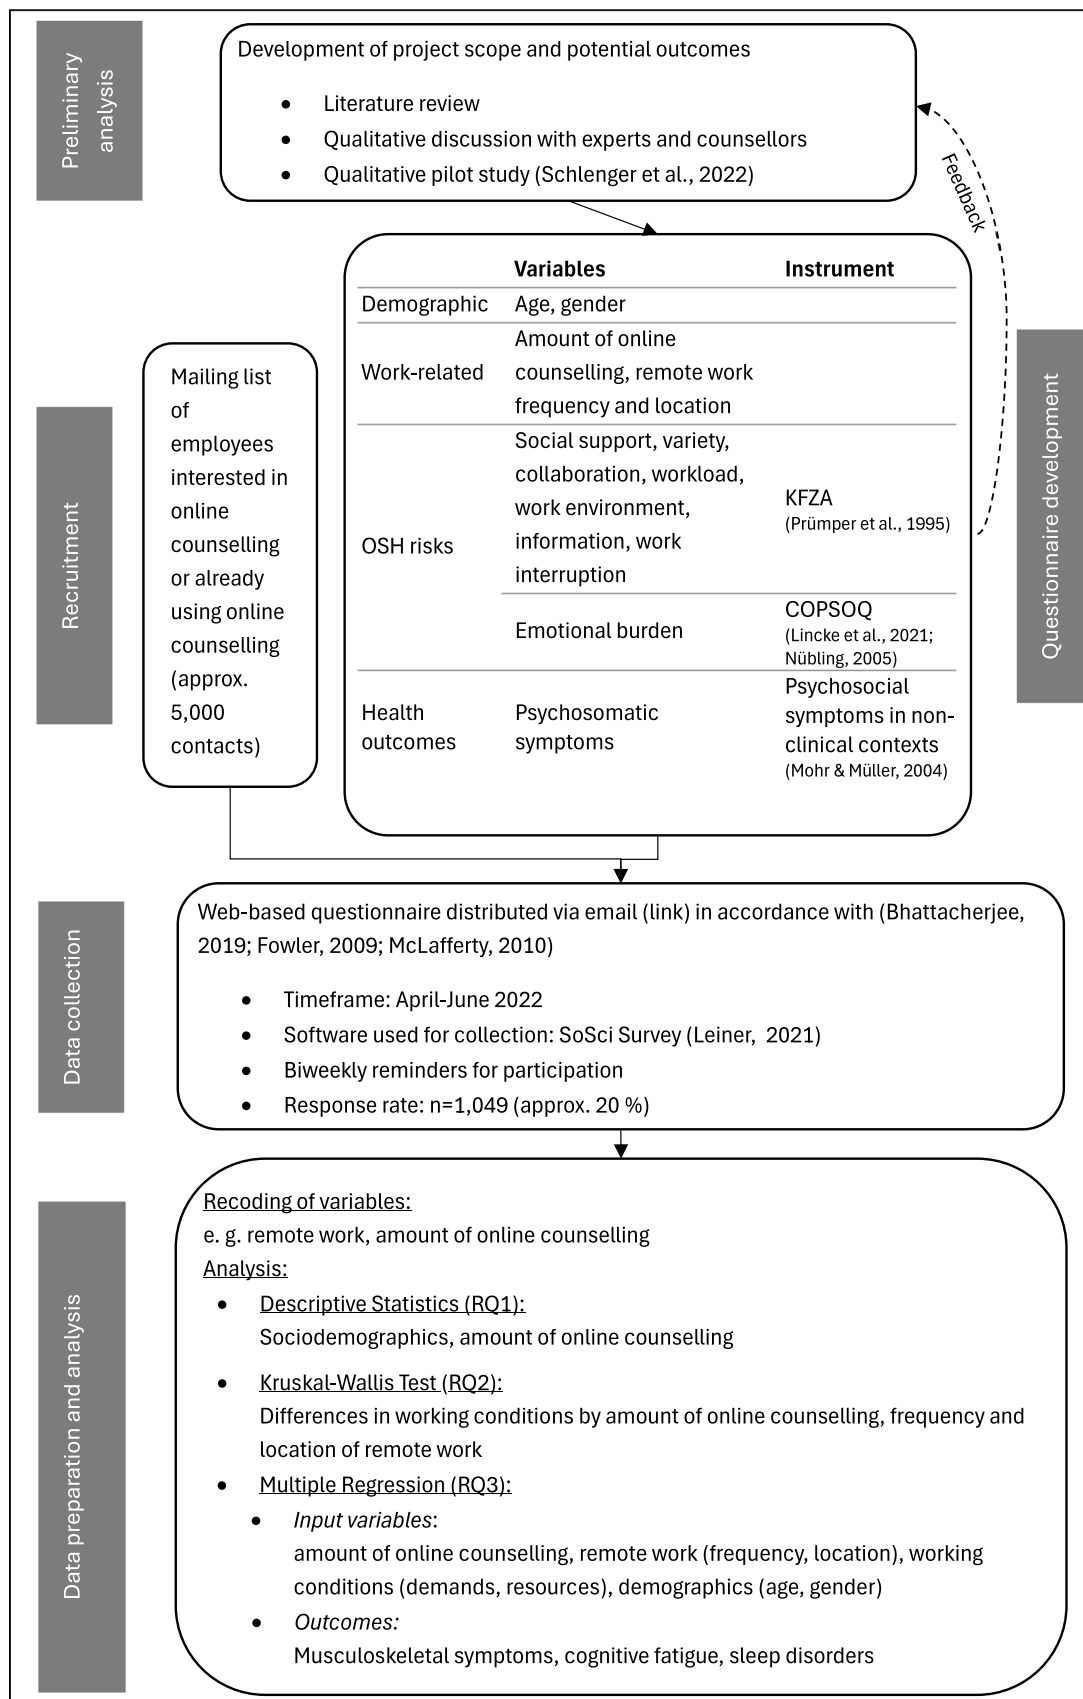 Preliminary
analysis
Development of project scope and potential outcomes
• Literature review
• Qualitative discussion with experts and counsellors
• Qualitative pilot study (Schlenger et al., 2022)
Feedback
Recruitment
Mailing list
of
employees
interested in
online
counselling
or already
using online
counselling
(approx.
5,000
contacts)
Variables Instrument
Demographic Age, gender
Work-related
Amount of online
counselling, remote work
frequency and location
OSH risks
Social support, variety,
collaboration, workload,
work environment,
information, work
interruption
KFZA
(Prümper et al., 1995)
Emotional burden
COPSOQ
(Lincke et al., 2021;
Nübling, 2005)
Health
outcomes
Psychosomatic
symptoms
Psychosocial
symptoms in non-
clinical contexts
(Mohr & Müller, 2004)
Questionnaire development
Data collection
Web-based questionnaire distributed via email (link) in accordance with (Bhattacherjee,
2019; Fowler, 2009; McLafferty, 2010)
• Timeframe: April-June 2022
• Software used for collection: SoSci Survey (Leiner, 2021)
• Biweekly reminders for participation
• Response rate: n=1,049 (approx. 20 %)
Data preparation and analysis
Recoding of variables:
e. g. remote work, amount of online counselling
Analysis:
• Descriptive Statistics (RQ1):
Sociodemographics, amount of online counselling
• Kruskal-Wallis Test (RQ2):
Differences in working conditions by amount of online counselling, frequency and
location of remote work
• Multiple Regression (RQ3):
• Input variables:
amount of online counselling, remote work (frequency, location), working
conditions (demands, resources), demographics (age, gender)
• Outcomes:
Musculoskeletal symptoms, cognitive fatigue, sleep disorders